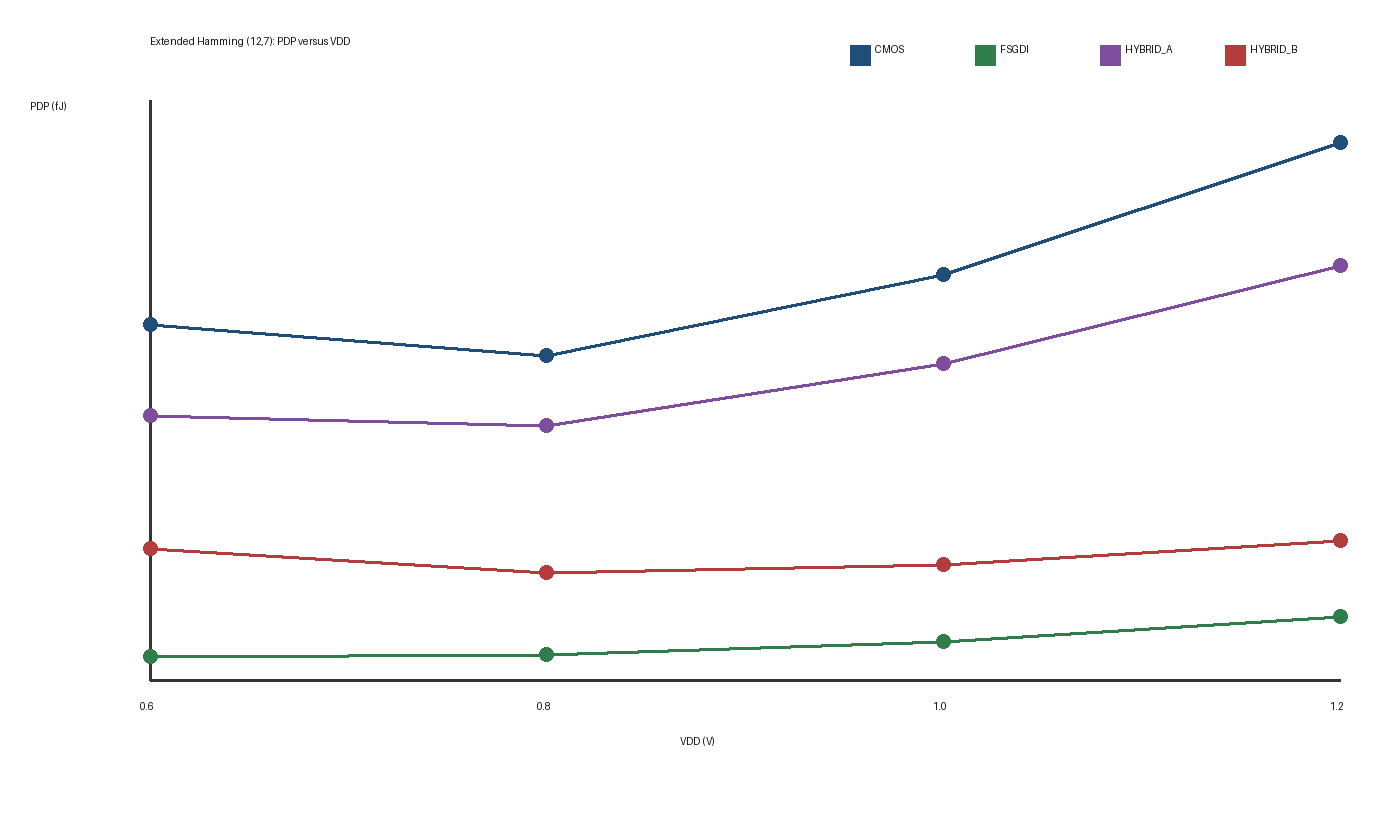 Extended Hamming (12,7): PDP versus VDD
CMOS
FSGDI
HYBRID_A
HYBRID_B
PDP (fJ)
0.6
0.8
1.0
1.2
VDD (V)